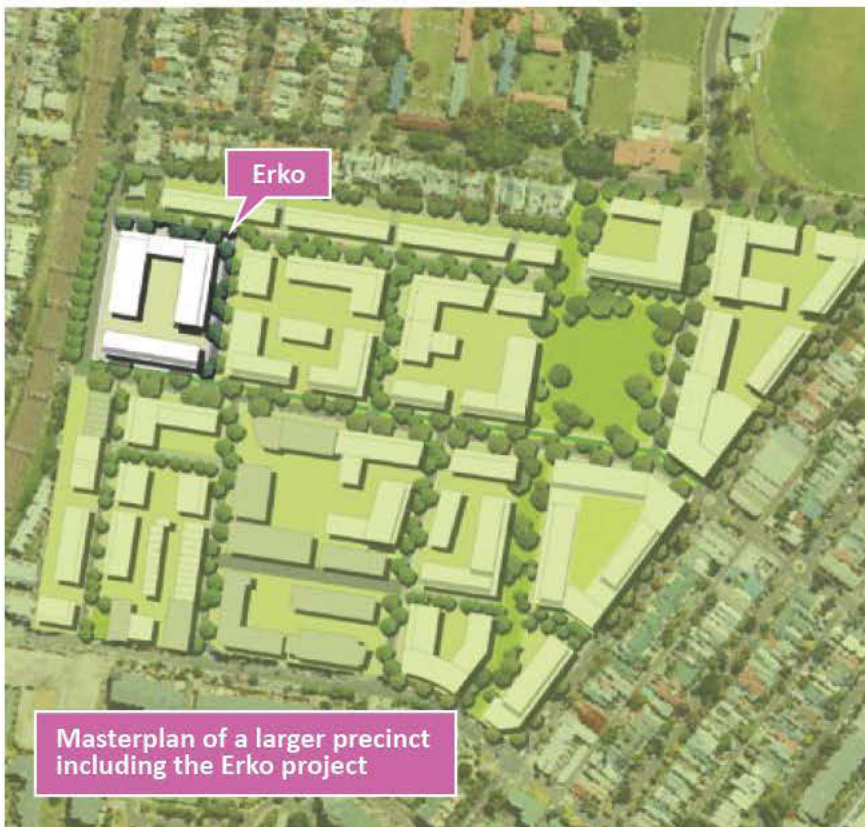 Erko
Masterplan of a larger precinct
including the Erko project